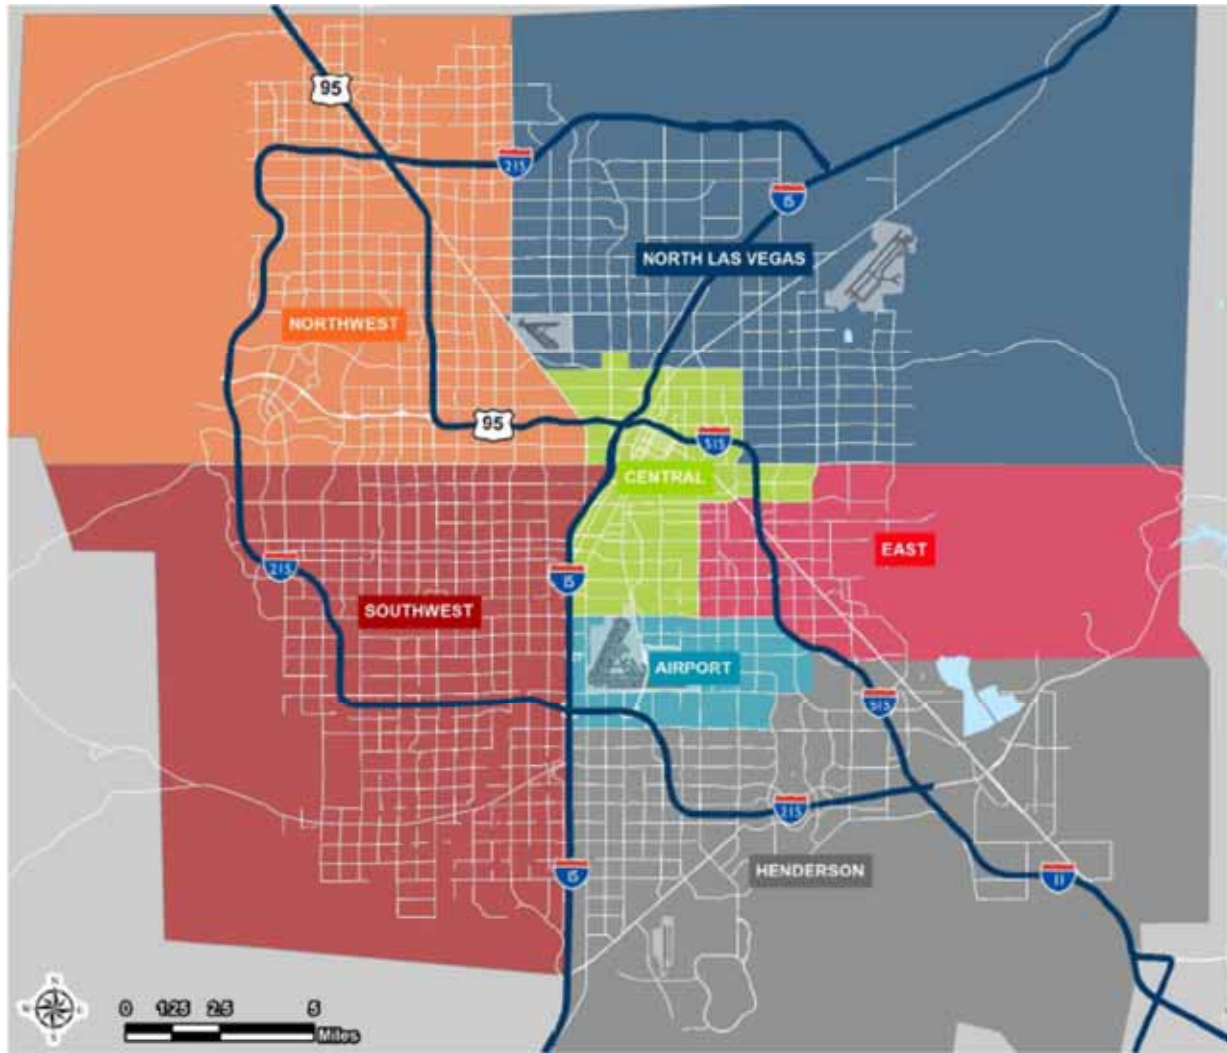 95
215
15
NORTH LAS VEGAS
NORTHWEST
95
515
CENTRAL
EAST
215
15
SOUTHWEST
AIRPORT
515
215
HENDERSON
15
11
N
W
E
S
0 1.25 2.5 5
Miles